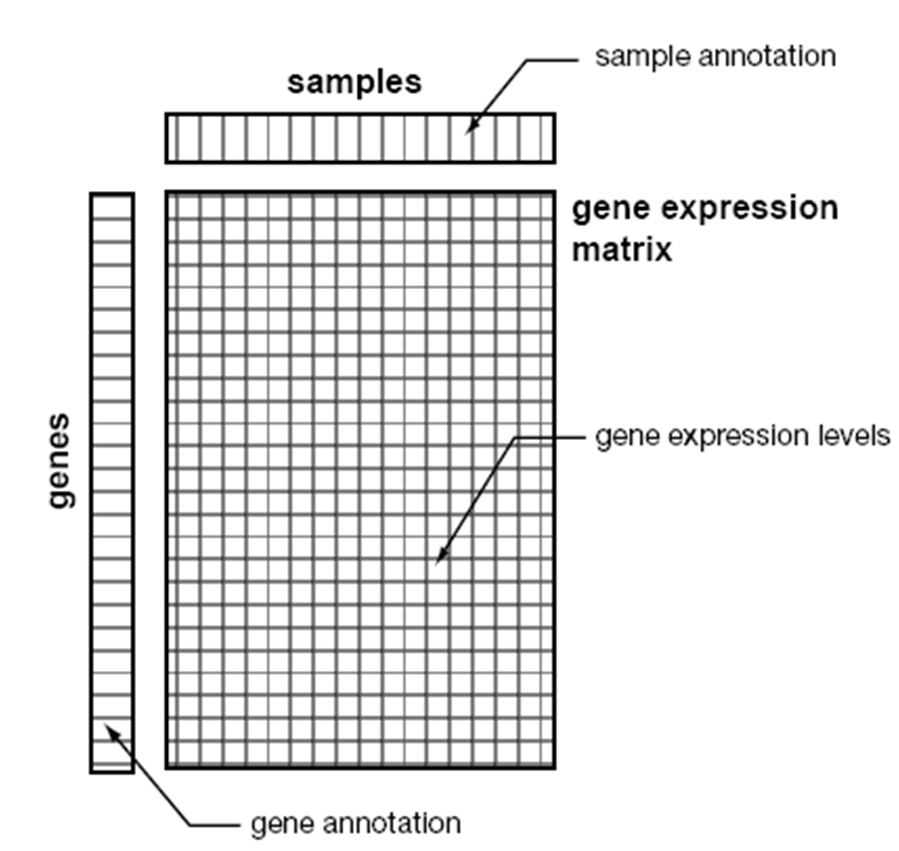 sample annotation
samples
gene expression
matrix
gene expression levels
genes
gene annotation